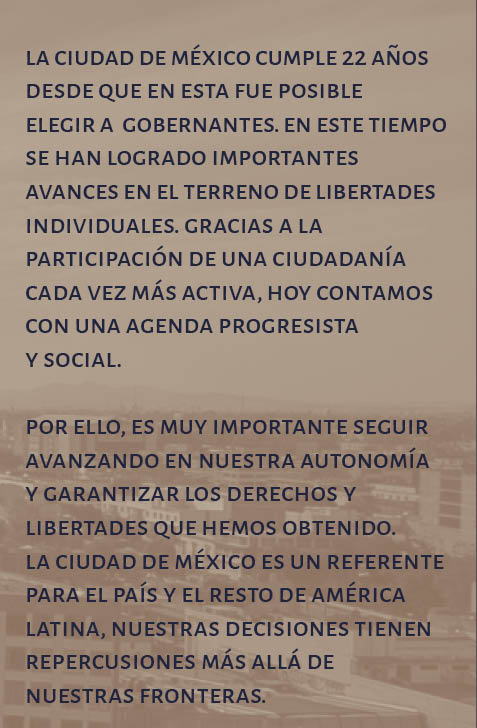 LA CIUDAD DE MÉXICO CUMPLE 22 AÑOS
DESDE QUE EN ESTA FUE POSIBLE
ELEGIR A GOBERNANTES. EN ESTE TIEMPO
SE HAN LOGRADO IMPORTANTES
AVANCES EN EL TERRENO DE LIBERTADES
INDIVIDUALES. GRACIAS A LA
PARTICIPACIÓN DE UNA CIUDADANÍA
CADA VEZ MÁS ACTIVA, HOY CONTAMOS
CON UNA AGENDA PROGRESISTA
Y SOCIAL.
POR ELLO, ES MUY IMPORTANTE SEGUIR
AVANZANDO EN NUESTRA AUTONOMÍA
Y GARANTIZAR LOS DERECHOS Y
LIBERTADES QUE HEMOS OBTENIDO.
LA CIUDAD DE MÉXICO ES UN REFERENTE
PARA EL PAÍS Y EL RESTO DE AMÉRICA
LATINA, NUESTRAS DECISIONES TIENEN
REPERCUSIONES MÁS ALLÁ DE
NUESTRAS FRONTERAS.